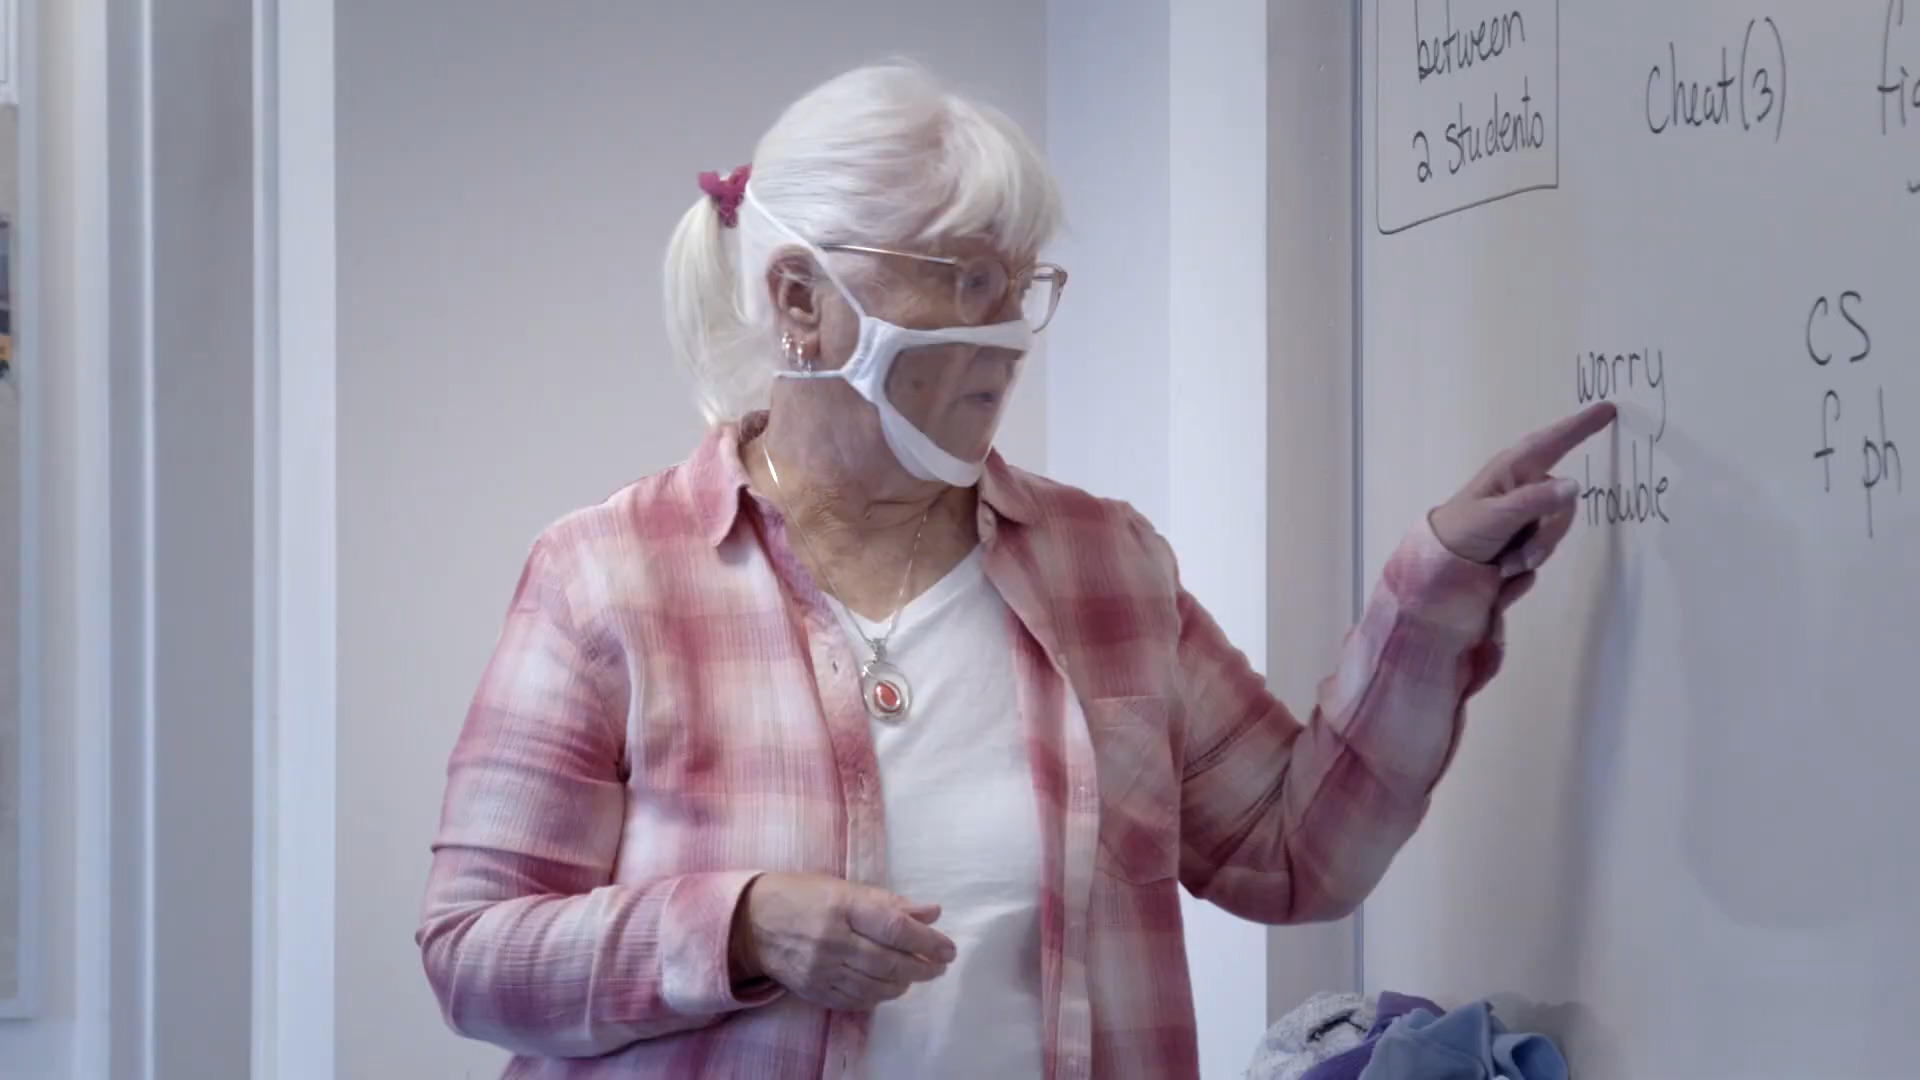 between
2 students
cheat (3)
worry
trouble
CS
f ph